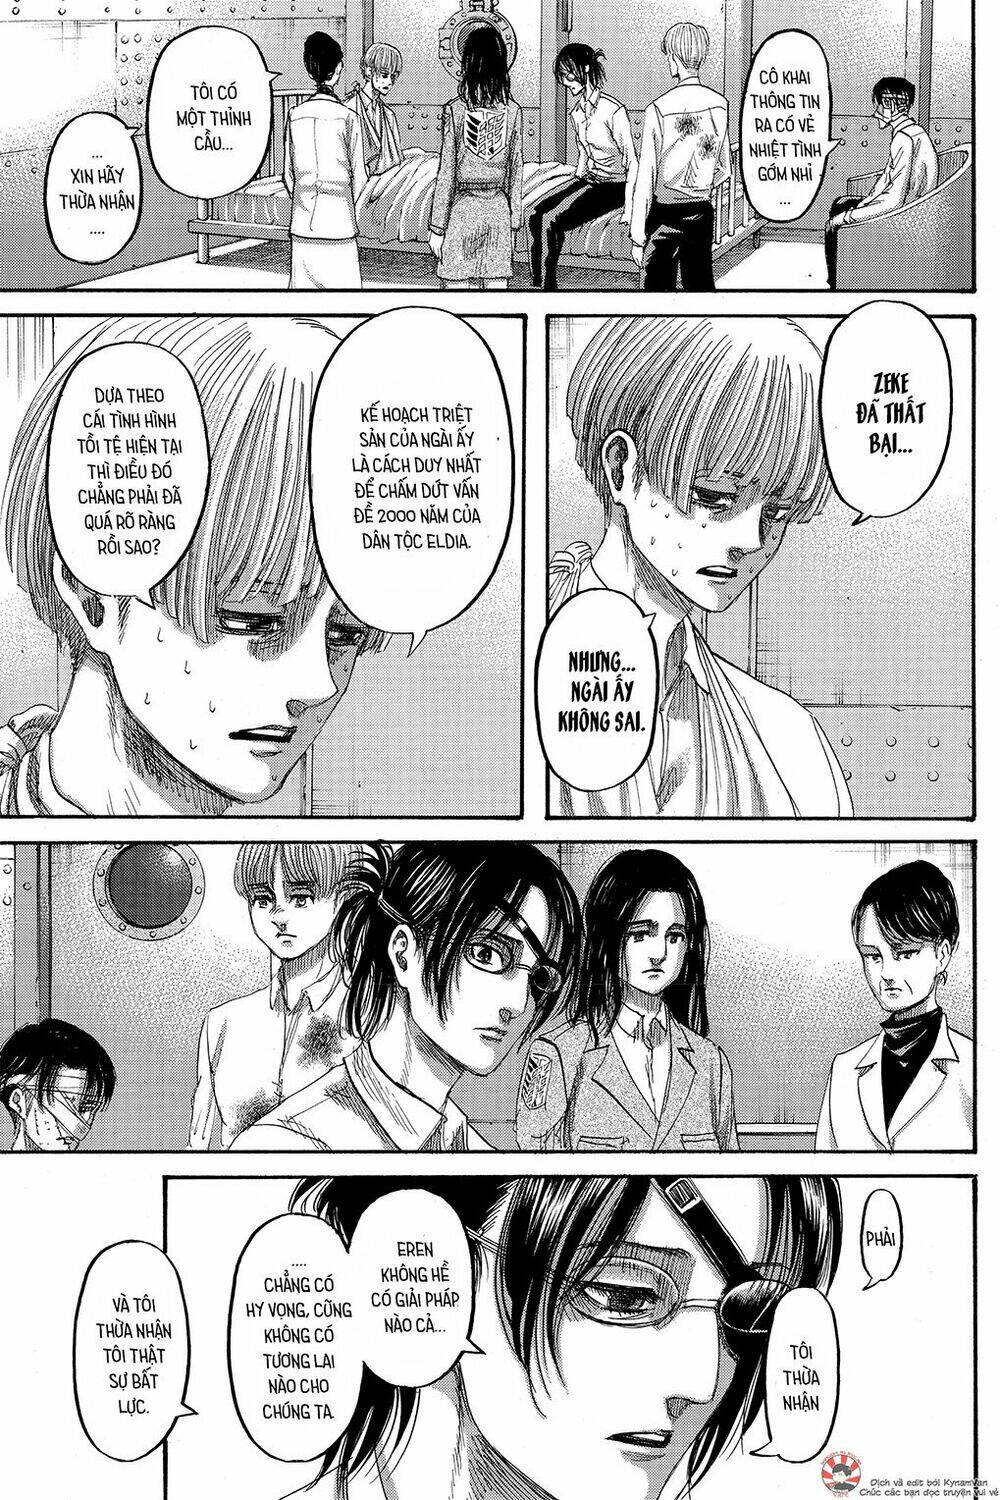 CÔ KHAI
THÔNG TIN
RA CÓ VẺ
NHIỆT TÌNH
GỚM NHỈ
...
TÔI CÓ
MỘT THỈNH
CẦU...
...
XIN HÃY
THỪA NHẬN
....
ZEKE
ĐÃ THẤT
BẠI...
NHƯNG...
NGÀI ẤY
KHÔNG SAI.
KẾ HOẠCH TRIỆT
SẢN CỦA NGÀI ẤY
LÀ CÁCH DUY NHẤT
ĐỂ CHẤM DỨT VẤN
ĐỀ 2000 NĂM CỦA
DÂN TỘC ELDIA.
DỰA THEO
CÁI TÌNH HÌNH
TỒI TỆ HIỆN TẠI
THÌ ĐIỀU ĐÓ
CHẲNG PHẢI ĐÃ
QUÁ RÕ RÀNG
RỒI SAO?
PHẢI
TÔI
THỪA
NHẬN
EREN
KHÔNG HỀ
CÓ GIẢI PHÁP
NÀO CẢ...
....
CHẲNG CÓ
HY VỌNG, CŨNG
KHÔNG CÓ
TƯƠNG LAI
NÀO CHO
CHÚNG TA.
VÀ TÔI
THỪA NHẬN
TÔI THẬT
SỰ BẤT
LỰC.
Dịch và edit bởi KynamVan
Chúc các bạn đọc truyện vui vẻ